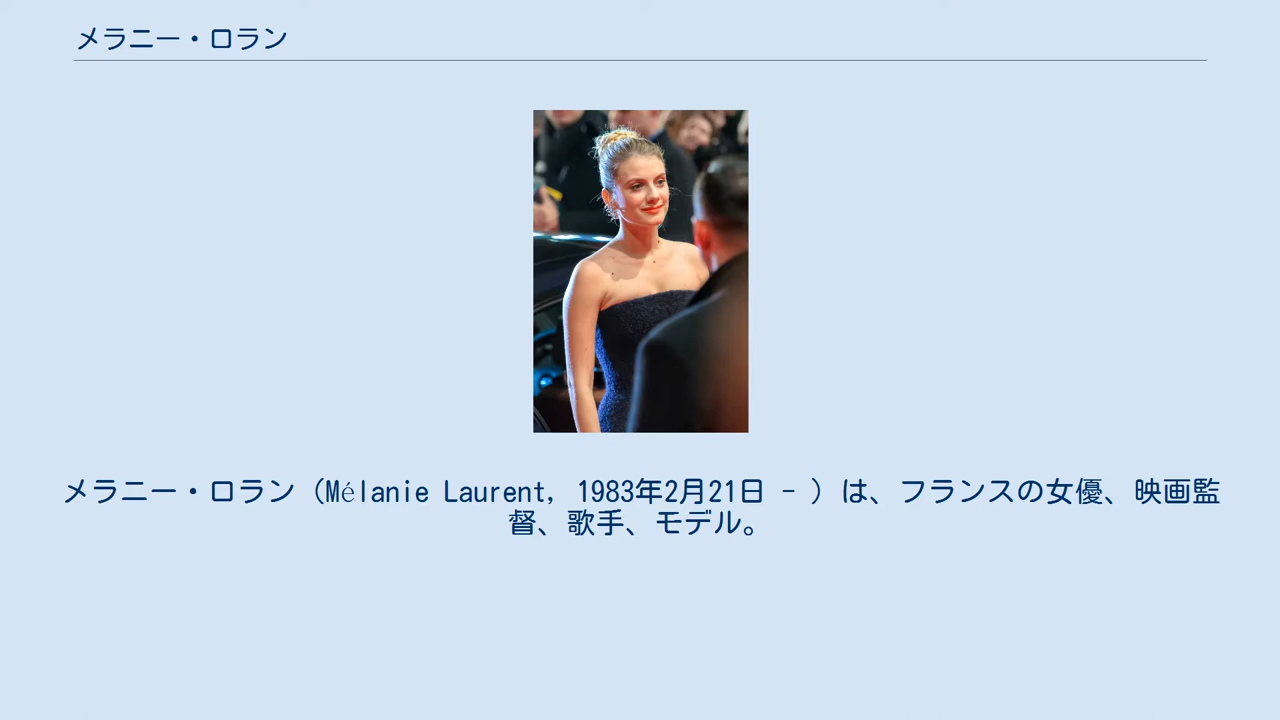 メラニー・ロラン
メラニー・ロラン（Mélanie Laurent, 1983年2月21日 - ）は、フランスの女優、映画監
督、歌手、モデル。